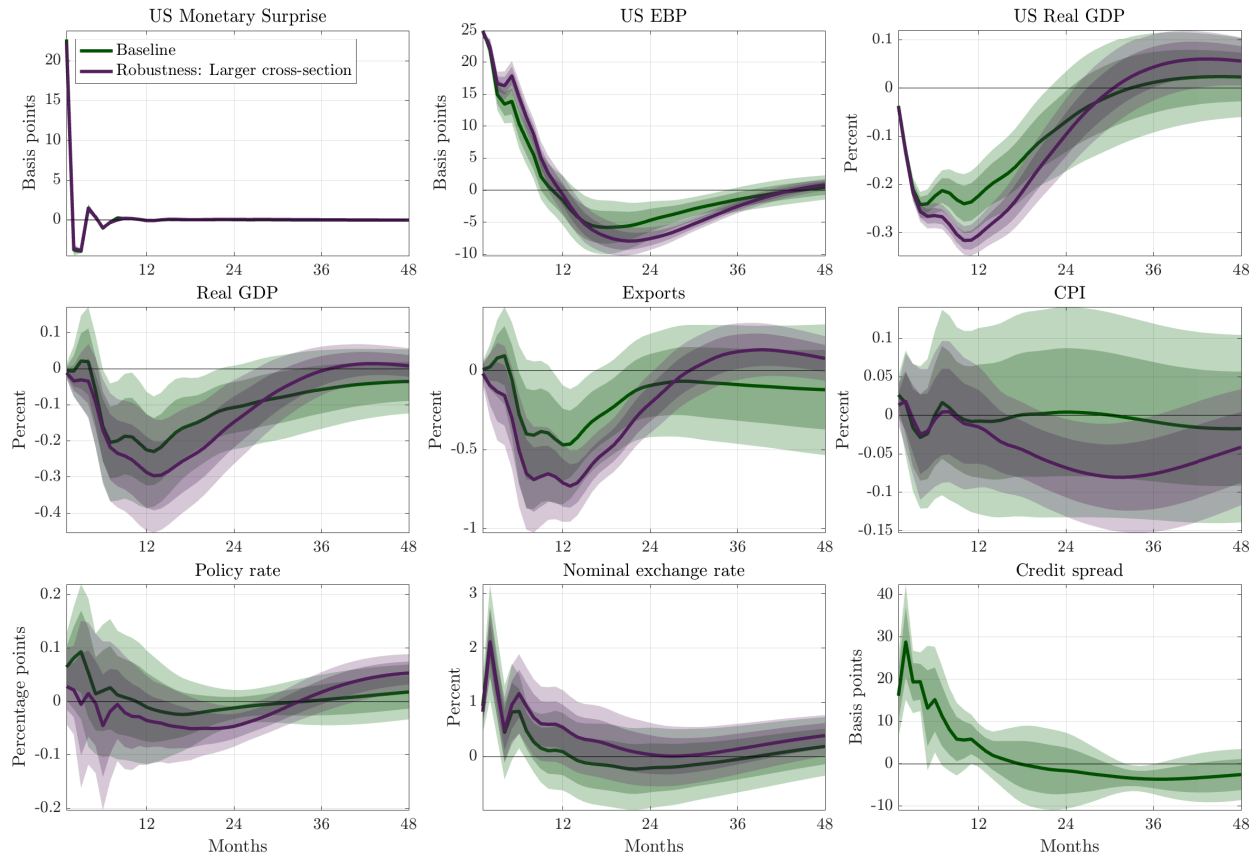 US Monetary Surprise
20
15
10
5
0
Basis points
12 24 36 48
Baseline
Robustness: Larger cross-section
US EBP
25
20
15
10
5
0
-5
-10
Basis points
12 24 36 48
US Real GDP
0.1
0
-0.1
-0.2
-0.3
Percent
12 24 36 48
Real GDP
0.1
0
-0.1
-0.2
-0.3
-0.4
Percent
12 24 36 48
Exports
0
-0.5
-1
Percent
12 24 36 48
CPI
0.1
0.05
0
-0.05
-0.1
-0.15
Percent
12 24 36 48
Policy rate
0.2
0.1
0
-0.1
-0.2
Percentage points
12 24 36 48
Months
Nominal exchange rate
3
2
1
0
Percent
12 24 36 48
Months
Credit spread
40
30
20
10
0
-10
Basis points
12 24 36 48
Months